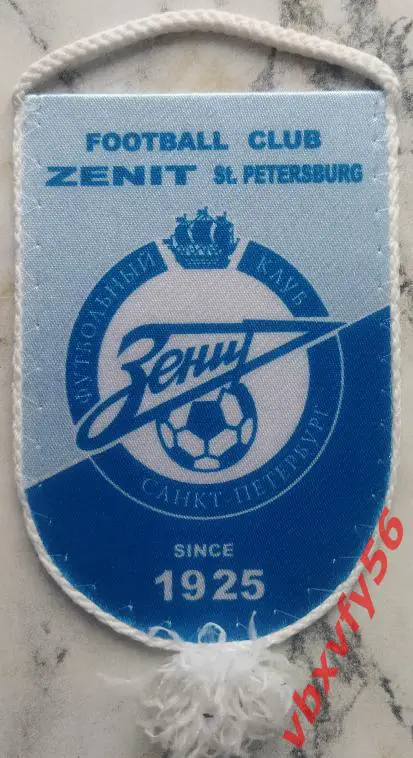 FOOTBALL CLUB
ZENIT St. PETERSBURG
ФУТБОЛЬНЫЙ КЛУБ
Зенит
САНКТ-ПЕТЕРБУРГ
SINCE
1925
vbxvfy56